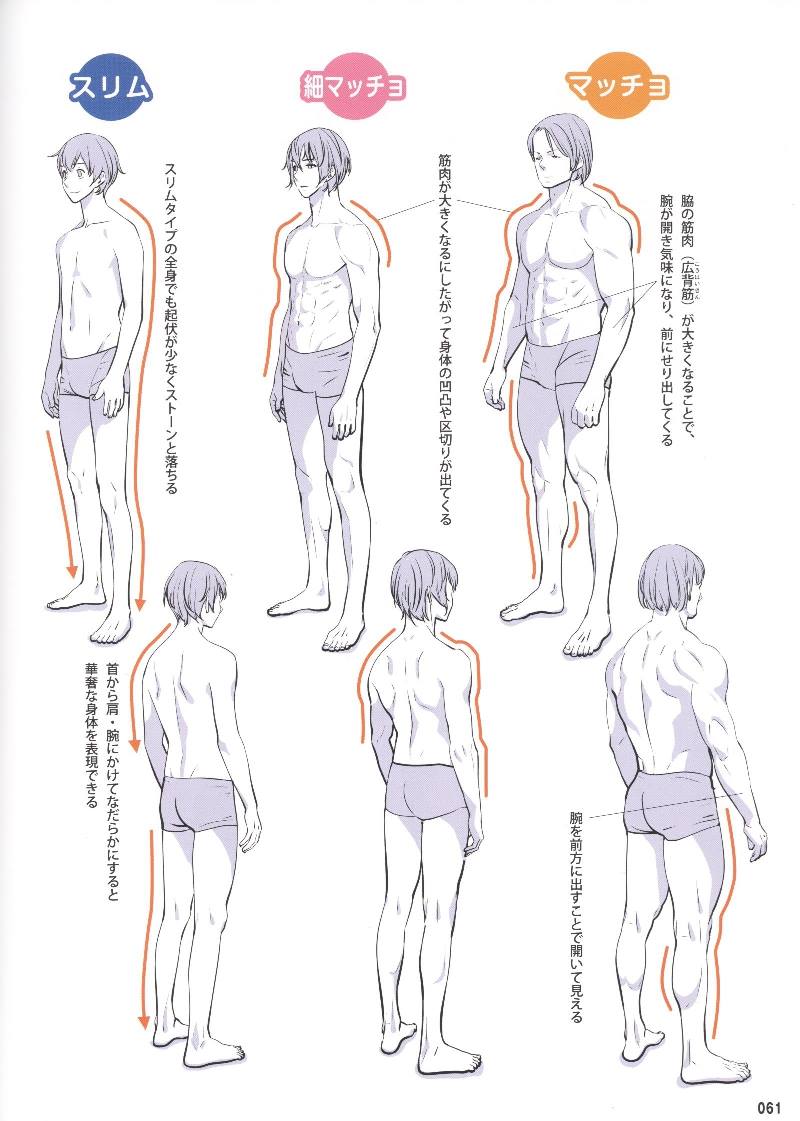 スリム
細マッチョ
マッチョ
スリムタイプの全身でも起伏が少なくストーンと落ちる
筋肉が大きくなるにしたがって身体の凹凸や区切りが出てくる
脇の筋肉（広背筋）が大きくなることで、
こうはいきん
腕が開き気味になり、前にせり出してくる
首から肩・腕にかけてなだらかにすると
華奢な身体を表現できる
腕を前方に出すことで開いて見える
061